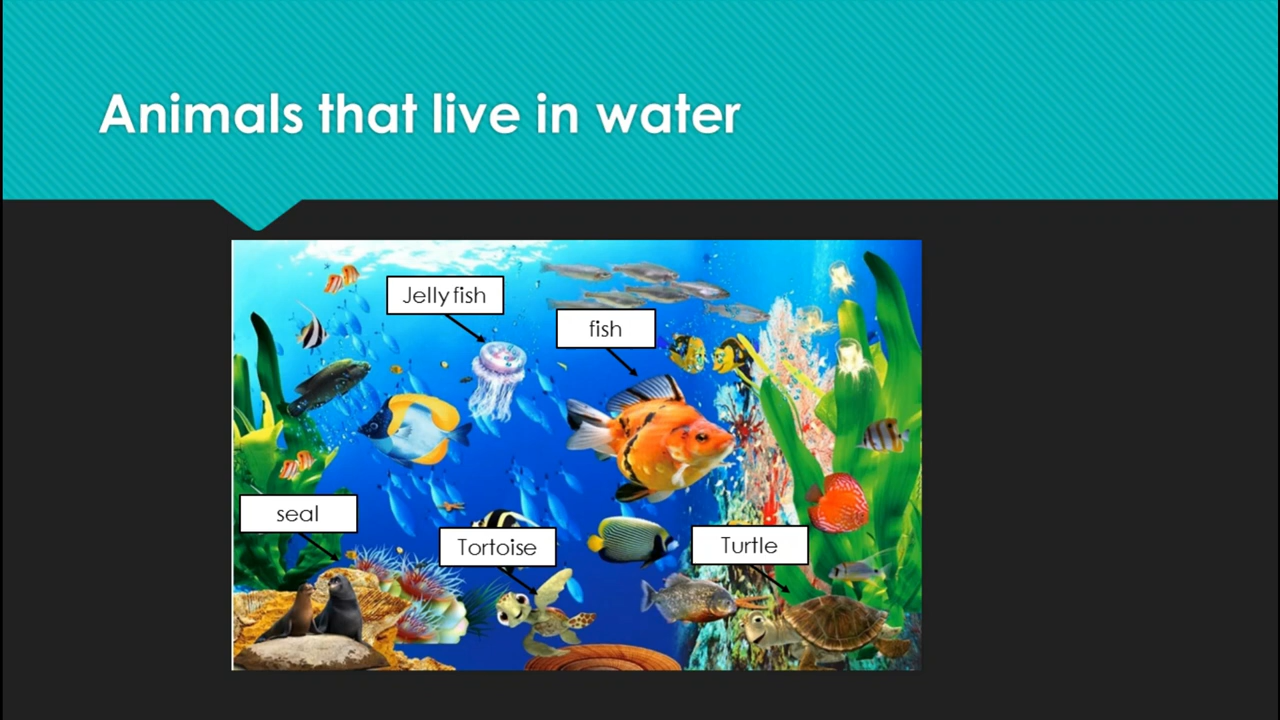 Animals that live in water
Jelly fish
fish
seal
Tortoise
Turtle